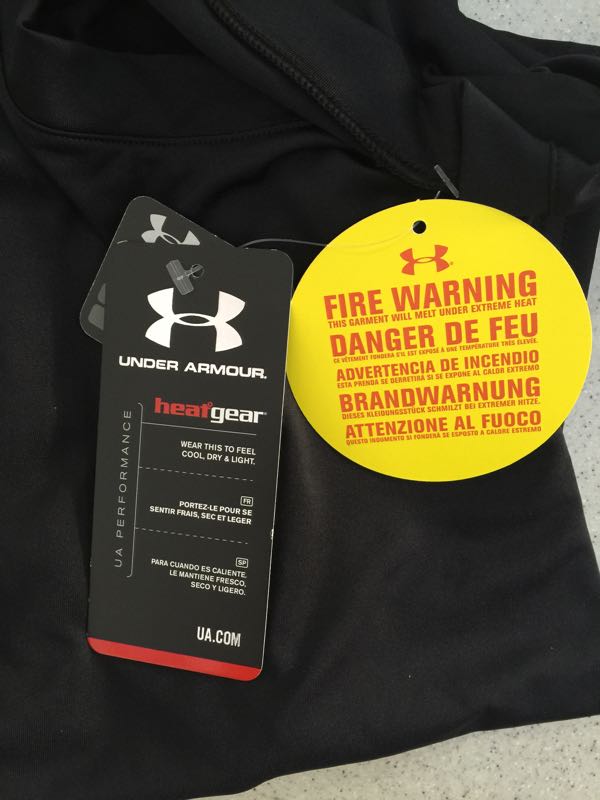 UNDER ARMOUR.
heatgear
UA PERFORMANCE
WEAR THIS TO FEEL
COOL, DRY & LIGHT.
FR
PORTEZ-LE POUR SE
SENTIR FRAIS, SEC ET LEGER
SP
PARA CUANDO ES CALIENTE.
LE MANTIENE FRESCO,
SECO Y LIGERO.
UA.COM
FIRE WARNING
THIS GARMENT WILL MELT UNDER EXTREME HEAT
DANGER DE FEU
CE VÊTEMENT FONDERA S'IL EST EXPOSÉ À UNE TEMPÉRATURE TRÈS ÉLEVÉE.
ADVERTENCIA DE INCENDIO
ESTA PRENDA SE DERRETIRÁ SI SE EXPONE AL CALOR EXTREMO
BRANDWARNUNG
DIESES KLEIDUNGSSTÜCK SCHMILZT BEI EXTREMER HITZE.
ATTENZIONE AL FUOCO
QUESTO INDUMENTO SI FONDERA SE ESPOSTO A CALORE ESTREMO